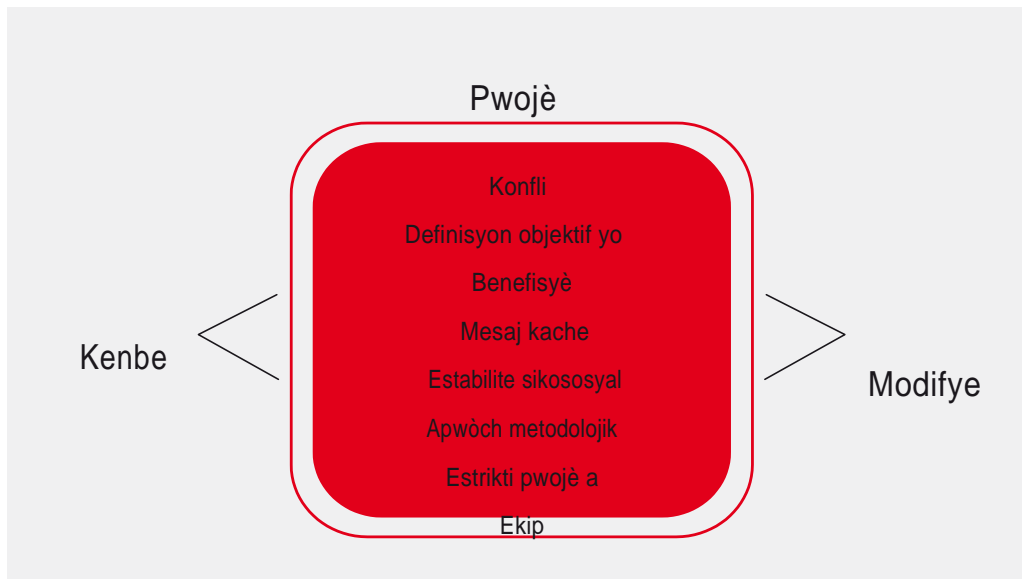 Pwojè
Konfli
Definisyon objektif yo
Benefisyè
Mesaj kache
Kenbe
Estabilite sikososyal
Modifye
Apwòch metodolojik
Estrikti pwojè a
Ekip